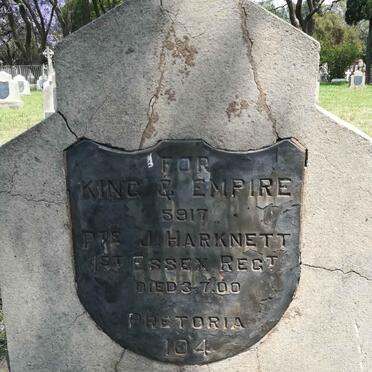 FOR
KING & EMPIRE
5917
PTE J. HARKNETT
1ST ESSEX REGT
DIED 3-7.00
PRETORIA
104